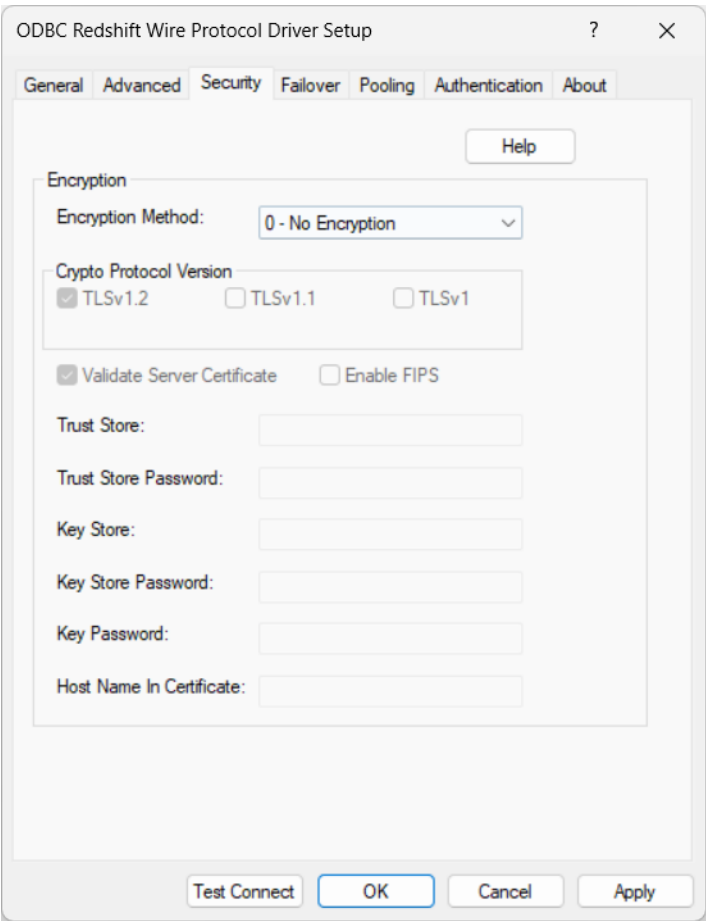 ODBC Redshift Wire Protocol Driver Setup ?
General Advanced Security Failover Pooling Authentication About
Help
Encryption
Encryption Method: 0 - No Encryption
Crypto Protocol Version
TLSv1.2 TLSv1.1 TLSv1
Validate Server Certificate Enable FIPS
Trust Store:
Trust Store Password:
Key Store:
Key Store Password:
Key Password:
Host Name In Certificate:
Test Connect OK Cancel Apply